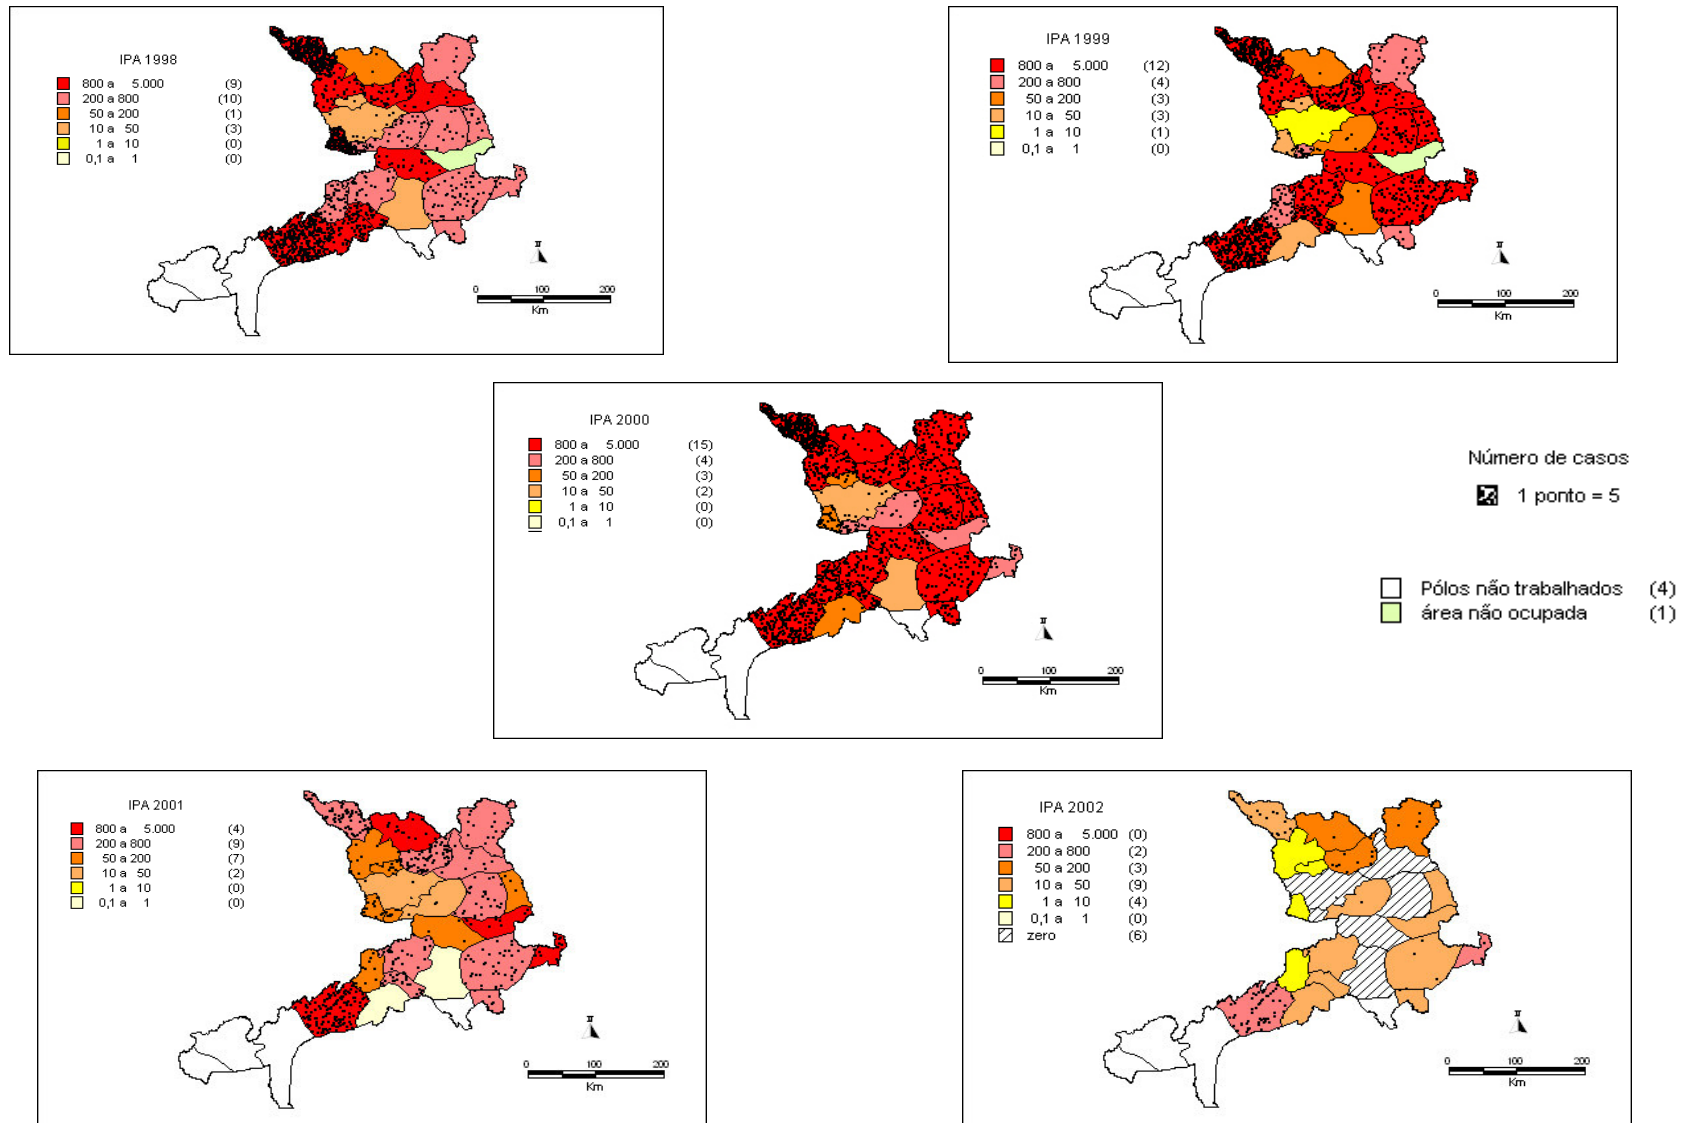 IPA 1998
800 a 5.000 (9)
200 a 800 (10)
50 a 200 (1)
10 a 50 (3)
1 a 10 (0)
0,1 a 1 (0)
0 100 200
Km
IPA 1999
800 a 5.000 (12)
200 a 800 (4)
50 a 200 (3)
10 a 50 (3)
1 a 10 (1)
0,1 a 1 (0)
0 100 200
Km
IPA 2000
800 a 5.000 (15)
200 a 800 (4)
50 a 200 (3)
10 a 50 (2)
1 a 10 (0)
0,1 a 1 (0)
0 100 200
Km
Número de casos
1 ponto = 5
Pólos não trabalhados (4)
área não ocupada (1)
IPA 2001
800 a 5.000 (4)
200 a 800 (9)
50 a 200 (7)
10 a 50 (2)
1 a 10 (0)
0,1 a 1 (0)
0 100 200
Km
IPA 2002
800 a 5.000 (0)
200 a 800 (2)
50 a 200 (3)
10 a 50 (9)
1 a 10 (4)
0,1 a 1 (0)
zero (6)
0 100 200
Km